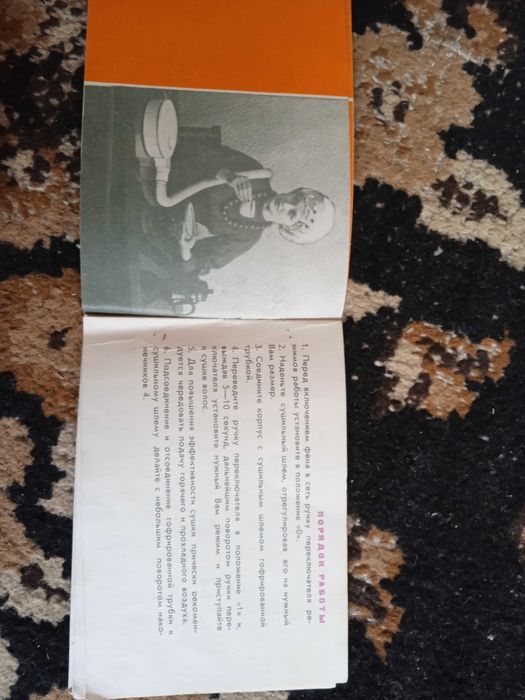 ПОРЯДОК РАБОТЫ
1. Перед включением фена в сеть ручку переключателя ре-
жимов работы установите в положение «0».
2. Наденьте сушильный шлем, отрегулировав его на нужный
Вам размер.
3. Соедините корпус с сушильным шлемом гофрированной
трубкой.
4. Переведите ручку переключателя в положение «1» и,
выждав 5—10 секунд, дальнейшим поворотом ручки пере-
ключателя установите нужный Вам режим и приступайте
к сушке волос.
5. Для повышения эффективности сушки прически рекомен-
дуется чередовать подачу горячего и прохладного воздуха.
6. Подсоединение и отсоединение гофрированной трубки к
сушильному шлему делайте с небольшим поворотом нако-
нечников 4.